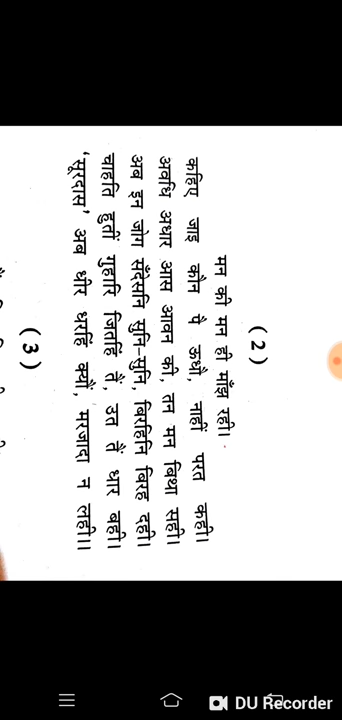 (2)
मन की मन ही माँझ रही।
कहिए जाइ कौन पै ऊधौ, नाहीं परत कही।
अवधि अधार आस आवन की, तन मन बिथा सही।
अब इन जोग सँदेसनि सुनि-सुनि, बिरहिनि बिरह दही।
चाहति हुतीं गुहारि जितहिं तैं, उत तैं धार बही।
'सूरदास' अब धीर धरहिं क्यौं, मरजादा न लही।।
(3)
DU Recorder